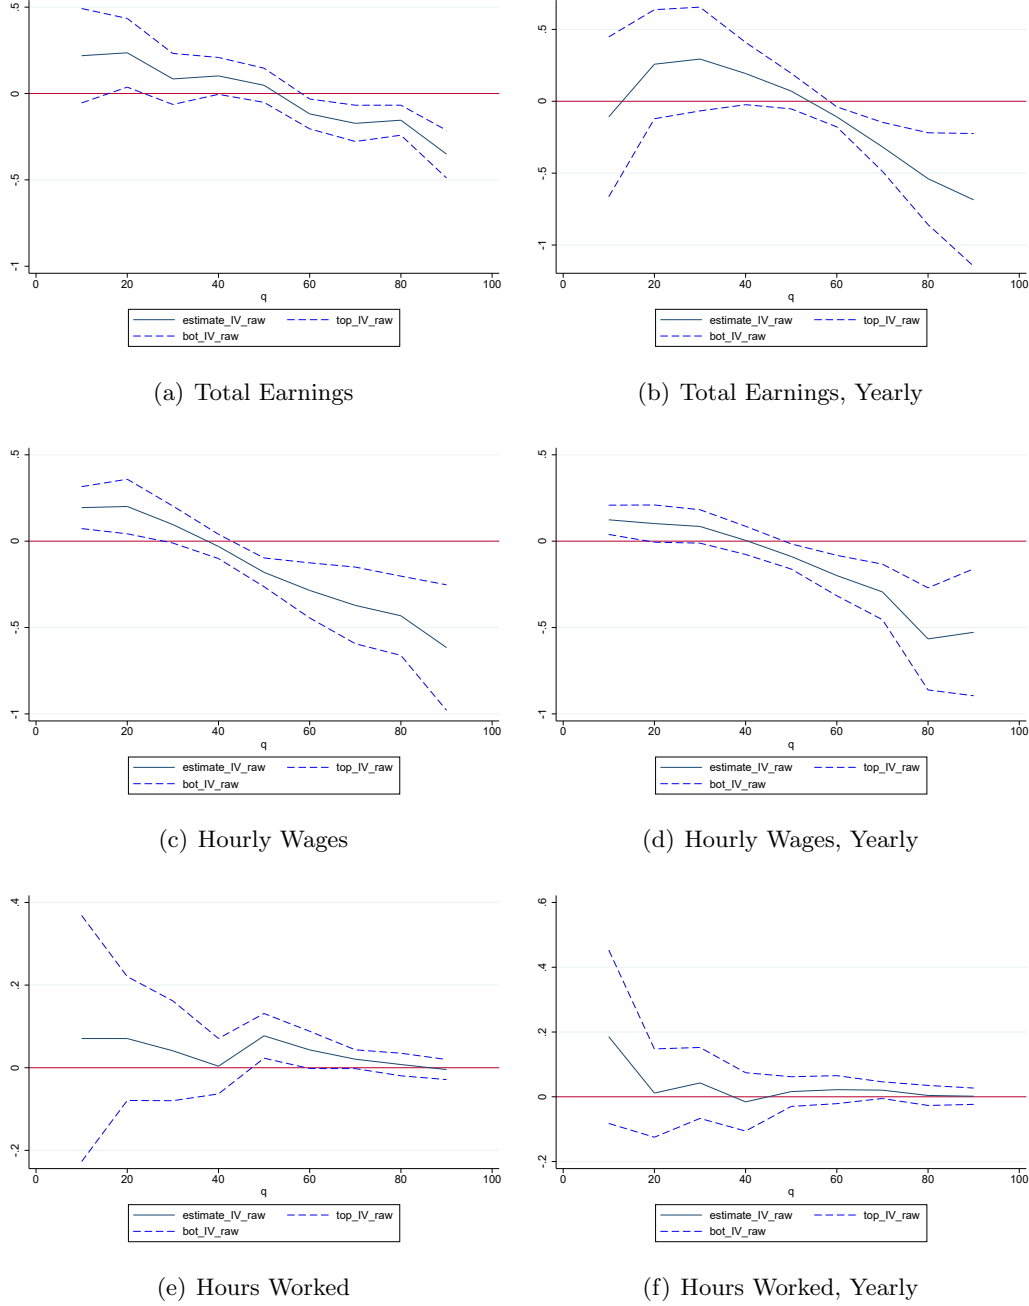 .5
0
-.5
-1
0 20 40 60 80 100
q
estimate_IV_raw top_IV_raw
bot_IV_raw
(a) Total Earnings
.5
0
-.5
-1
0 20 40 60 80 100
q
estimate_IV_raw top_IV_raw
bot_IV_raw
(b) Total Earnings, Yearly
.5
0
-.5
-1
0 20 40 60 80 100
q
estimate_IV_raw top_IV_raw
bot_IV_raw
(c) Hourly Wages
.5
0
-.5
-1
0 20 40 60 80 100
q
estimate_IV_raw top_IV_raw
bot_IV_raw
(d) Hourly Wages, Yearly
.4
.2
0
-.2
0 20 40 60 80 100
q
estimate_IV_raw top_IV_raw
bot_IV_raw
(e) Hours Worked
.6
.4
.2
0
-.2
0 20 40 60 80 100
q
estimate_IV_raw top_IV_raw
bot_IV_raw
(f) Hours Worked, Yearly